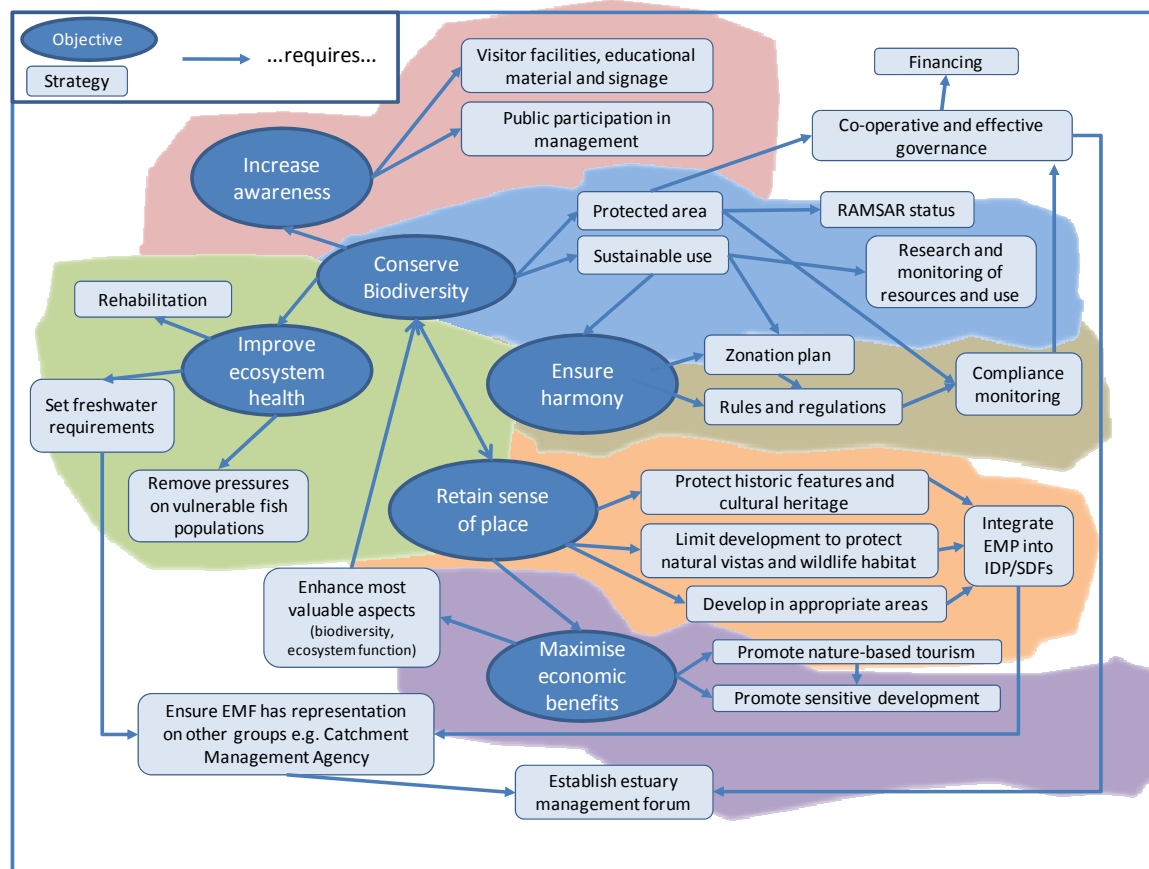 Objective
...requires...
Strategy
Visitor facilities, educational
material and signage
Public participation in
management
Financing
Co-operative and effective
governance
Increase
awareness
Protected area
RAMSAR status
Sustainable use
Research and
monitoring of
resources and use
Conserve
Biodiversity
Rehabilitation
Improve
ecosystem
health
Set freshwater
requirements
Remove pressures
on vulnerable fish
populations
Ensure
harmony
Zonation plan
Rules and regulations
Compliance
monitoring
Retain sense
of place
Protect historic features and
cultural heritage
Limit development to protect
natural vistas and wildlife habitat
Develop in appropriate areas
Integrate
EMP into
IDP/SDFs
Enhance most
valuable aspects
(biodiversity,
ecosystem function)
Maximise
economic
benefits
Promote nature-based tourism
Promote sensitive development
Ensure EMF has representation
on other groups e.g. Catchment
Management Agency
Establish estuary
management forum